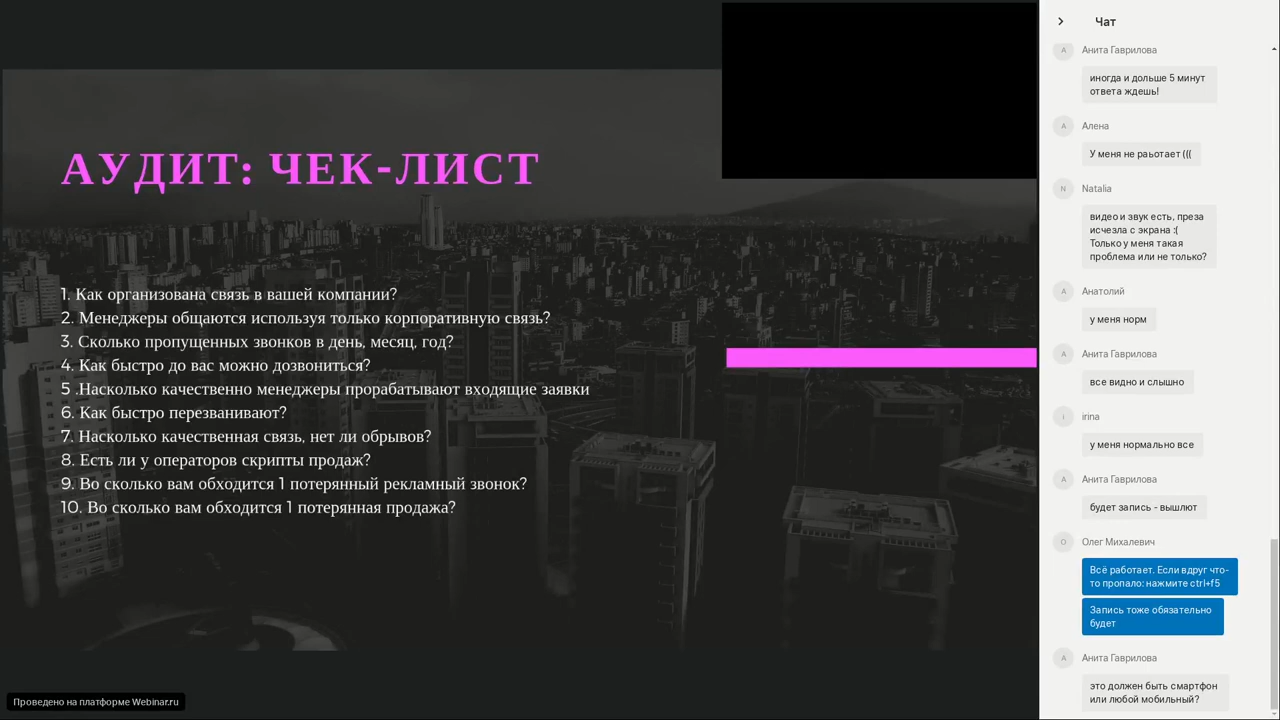 АУДИТ: ЧЕК-ЛИСТ
1. Как организована связь в вашей компании?
2. Менеджеры общаются используя только корпоративную связь?
3. Сколько пропущенных звонков в день, месяц, год?
4. Как быстро до вас можно дозвониться?
5 .Насколько качественно менеджеры прорабатывают входящие заявки
6. Как быстро перезванивают?
7. Насколько качественная связь, нет ли обрывов?
8. Есть ли у операторов скрипты продаж?
9. Во сколько вам обходится 1 потерянный рекламный звонок?
10. Во сколько вам обходится 1 потерянная продажа?
Проведено на платформе Webinar.ru
Чат
А
Анита Гаврилова
иногда и дольше 5 минут
ответа ждешь!
А
Алена
У меня не раьотает (((
N
Natalia
видео и звук есть, преза
исчезла с экрана :(
Только у меня такая
проблема или не только?
А
Анатолий
у меня норм
А
Анита Гаврилова
все видно и слышно
i
irina
у меня нормально все
А
Анита Гаврилова
будет запись - вышлют
О
Олег Михалевич
Всё работает. Если вдруг что-
то пропало: нажмите ctrl+f5
Запись тоже обязательно
будет
А
Анита Гаврилова
это должен быть смартфон
или любой мобильный?